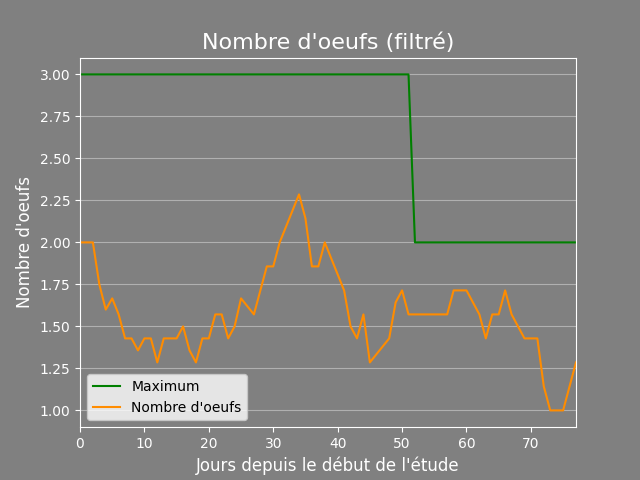 Nombre d'oeufs (filtré)
3.00
2.75
2.50
2.25
2.00
1.75
1.50
1.25
1.00
Nombre d'oeufs
Maximum
Nombre d'oeufs
0 10 20 30 40 50 60 70
Jours depuis le début de l'étude